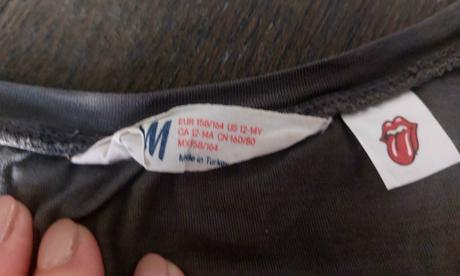 M
EUR 158/164 US 12-14Y
CA 12-14A CN 160/80
MX 158/164
Made in Turkey